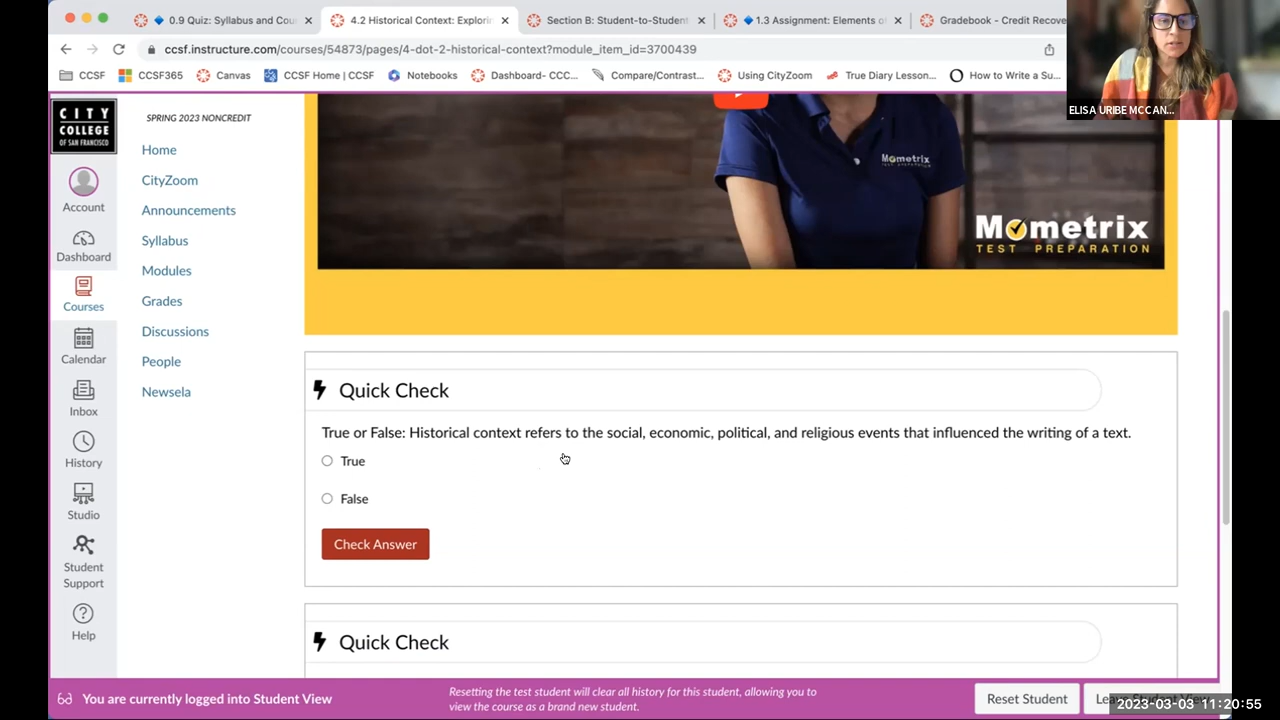 0.9 Quiz: Syllabus and Cou
4.2 Historical Context: Explorin
Section B: Student-to-Student
1.3 Assignment: Elements o
Gradebook - Credit Recove
ccsf.instructure.com/courses/54873/pages/4-dot-2-historical-context?module_item_id=3700439
CCSF
CCSF365
Canvas
CCSF Home | CCSF
Notebooks
Dashboard- CCC...
Compare/Contrast...
Using CityZoom
True Diary Lesson...
How to Write a Su...
ELISA URIBE MCCAN...
CITY
COLLEGE
OF SAN FRANCISCO
Account
Dashboard
Courses
Calendar
Inbox
History
Studio
Student
Support
Help
SPRING 2023 NONCREDIT
Home
CityZoom
Announcements
Syllabus
Modules
Grades
Discussions
People
Newsela
Mometrix
TEST PREPARATION
Mometrix
TEST PREPARATION
Quick Check
True or False: Historical context refers to the social, economic, political, and religious events that influenced the writing of a text.
True
False
Check Answer
Quick Check
You are currently logged into Student View
Resetting the test student will clear all history for this student, allowing you to
view the course as a brand new student.
Reset Student
Leave Student View
2023-03-03 11:20:55